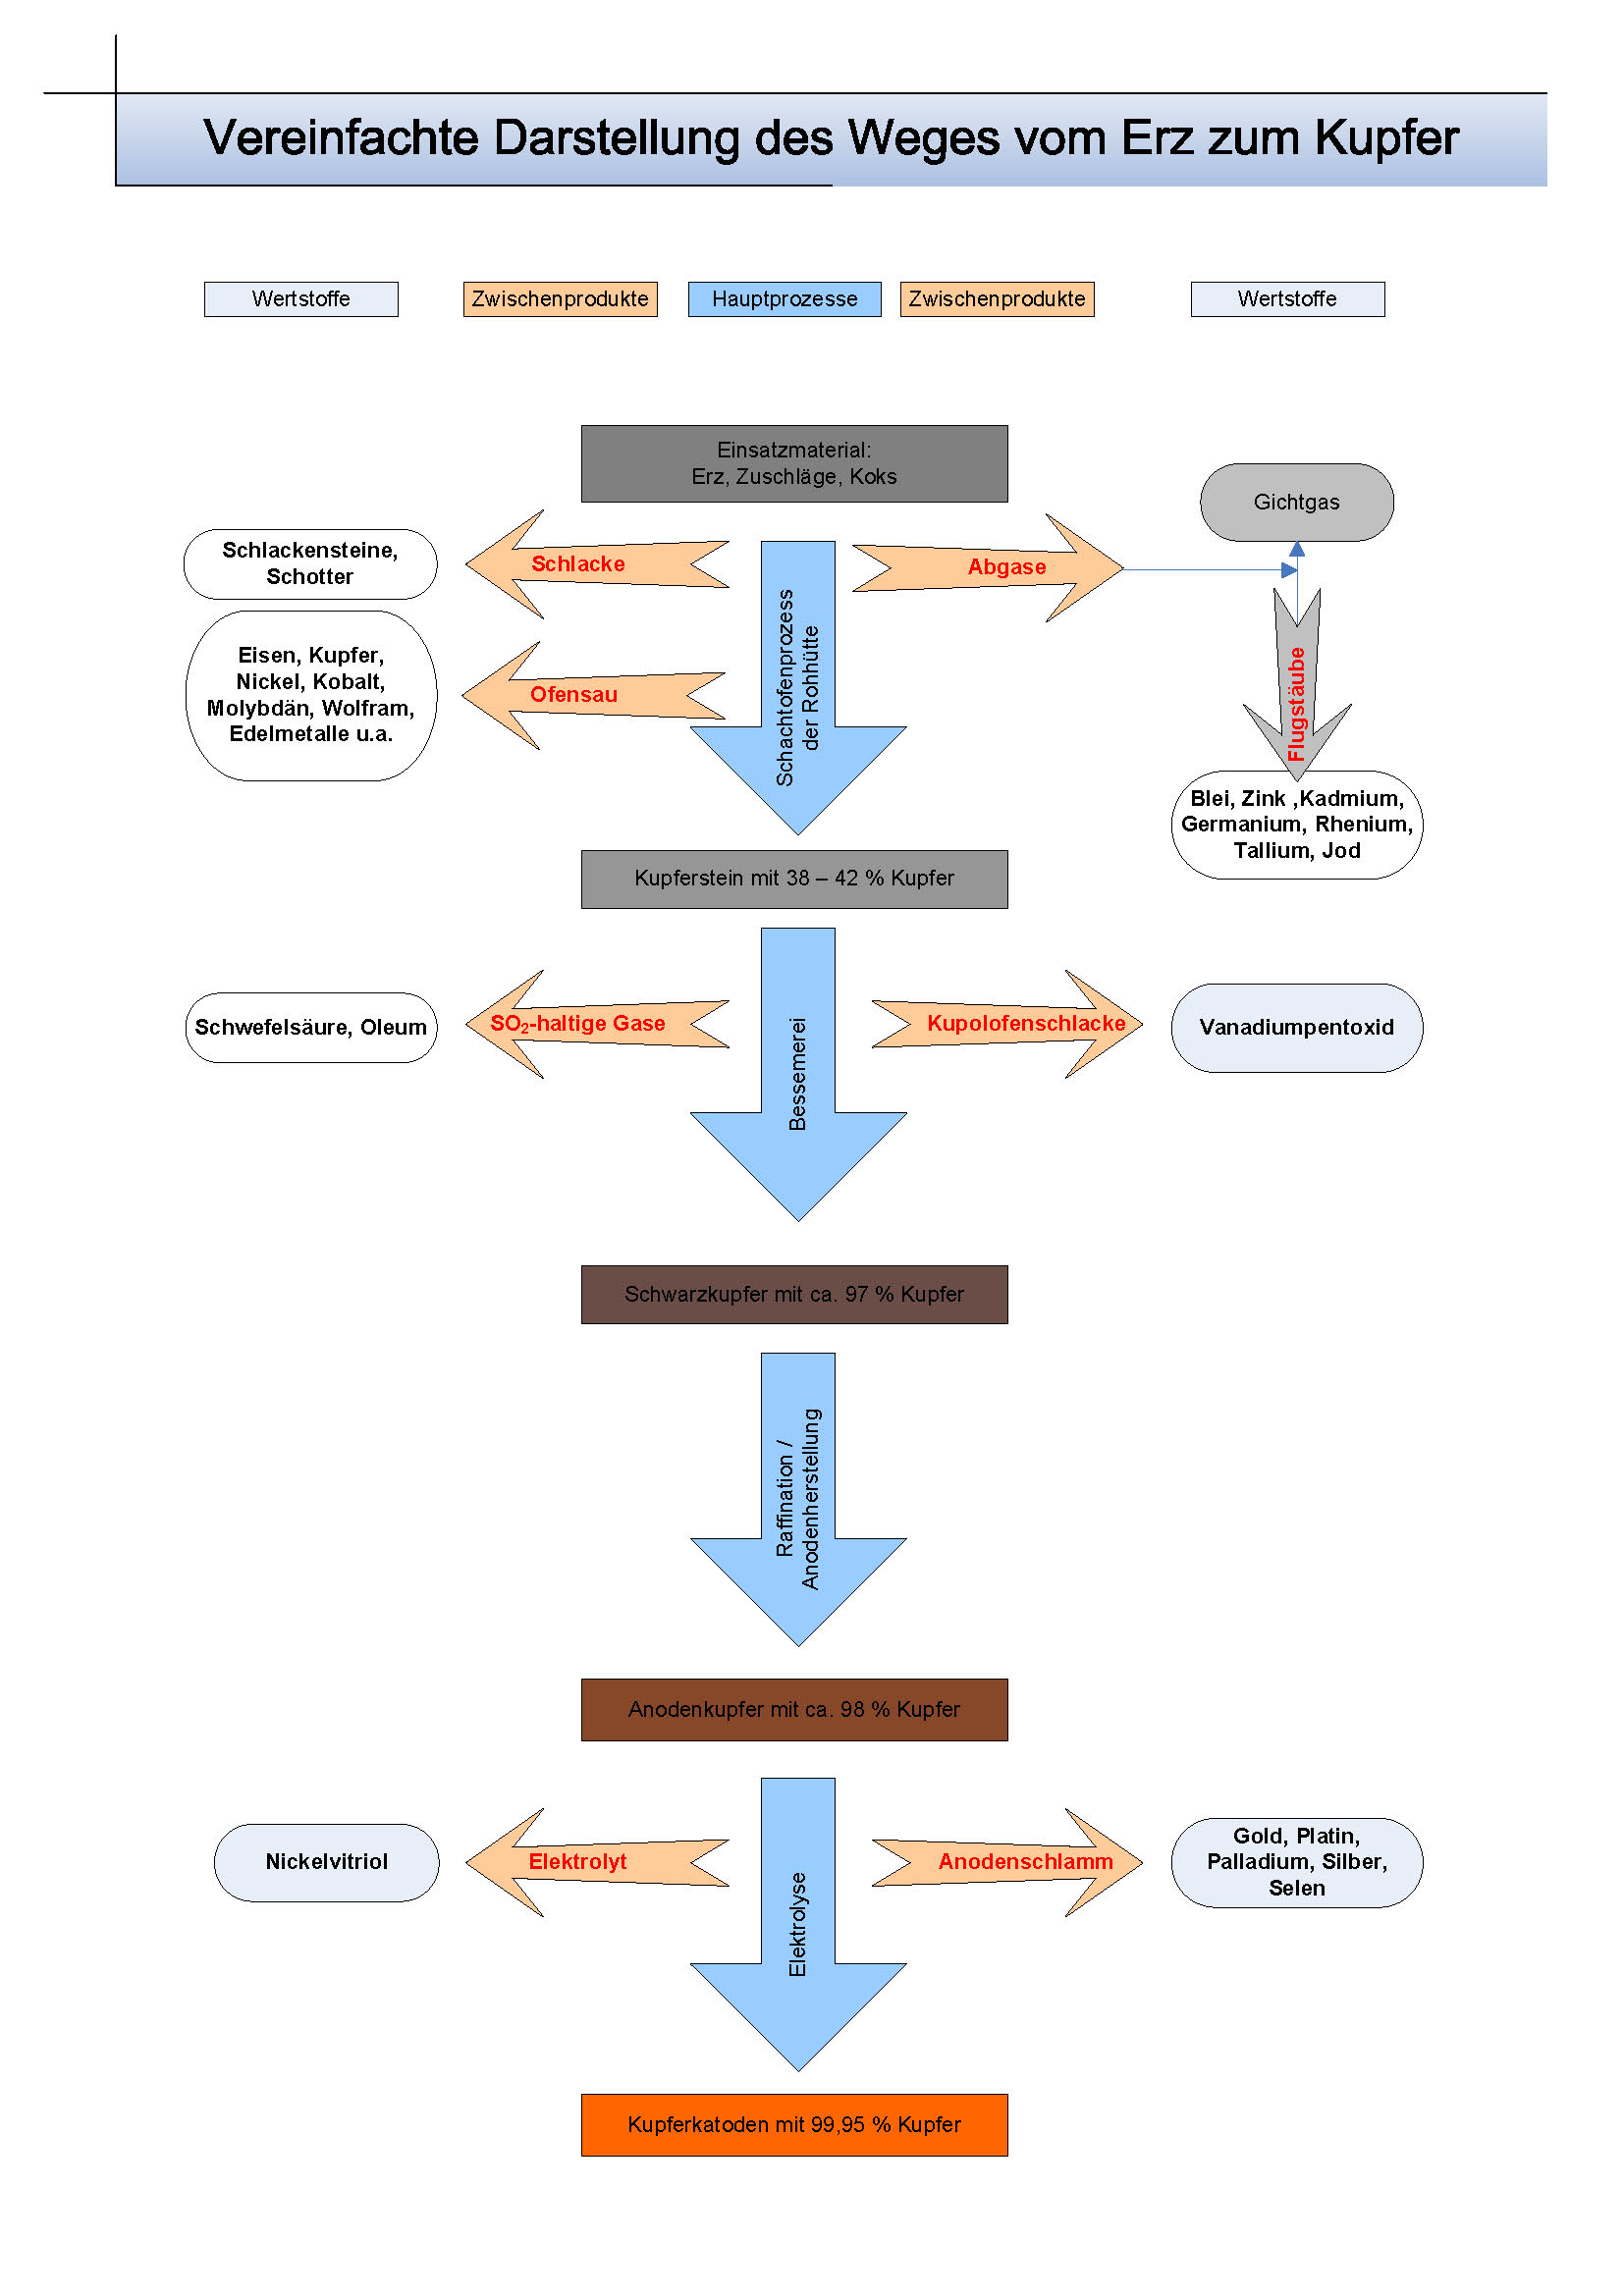 Vereinfachte Darstellung des Weges vom Erz zum Kupfer
Wertstoffe
Zwischenprodukte
Hauptprozesse
Zwischenprodukte
Wertstoffe
Einsatzmaterial:
Erz, Zuschläge, Koks
Gichtgas
Schlackensteine,
Schotter
Schlacke
Abgase
Schachtofenprozess
der Rohhütte
Eisen, Kupfer,
Nickel, Kobalt,
Molybdän, Wolfram,
Edelmetalle u.a.
Ofensau
Flugstäube
Blei, Zink ,Kadmium,
Germanium, Rhenium,
Tallium, Jod
Kupferstein mit 38 – 42 % Kupfer
Schwefelsäure, Oleum
SO₂-haltige Gase
Bessemerei
Kupolofenschlacke
Vanadiumpentoxid
Schwarzkupfer mit ca. 97 % Kupfer
Raffination /
Anodenherstellung
Anodenkupfer mit ca. 98 % Kupfer
Nickelvitriol
Elektrolyt
Elektrolyse
Anodenschlamm
Gold, Platin,
Palladium, Silber,
Selen
Kupferkatoden mit 99,95 % Kupfer